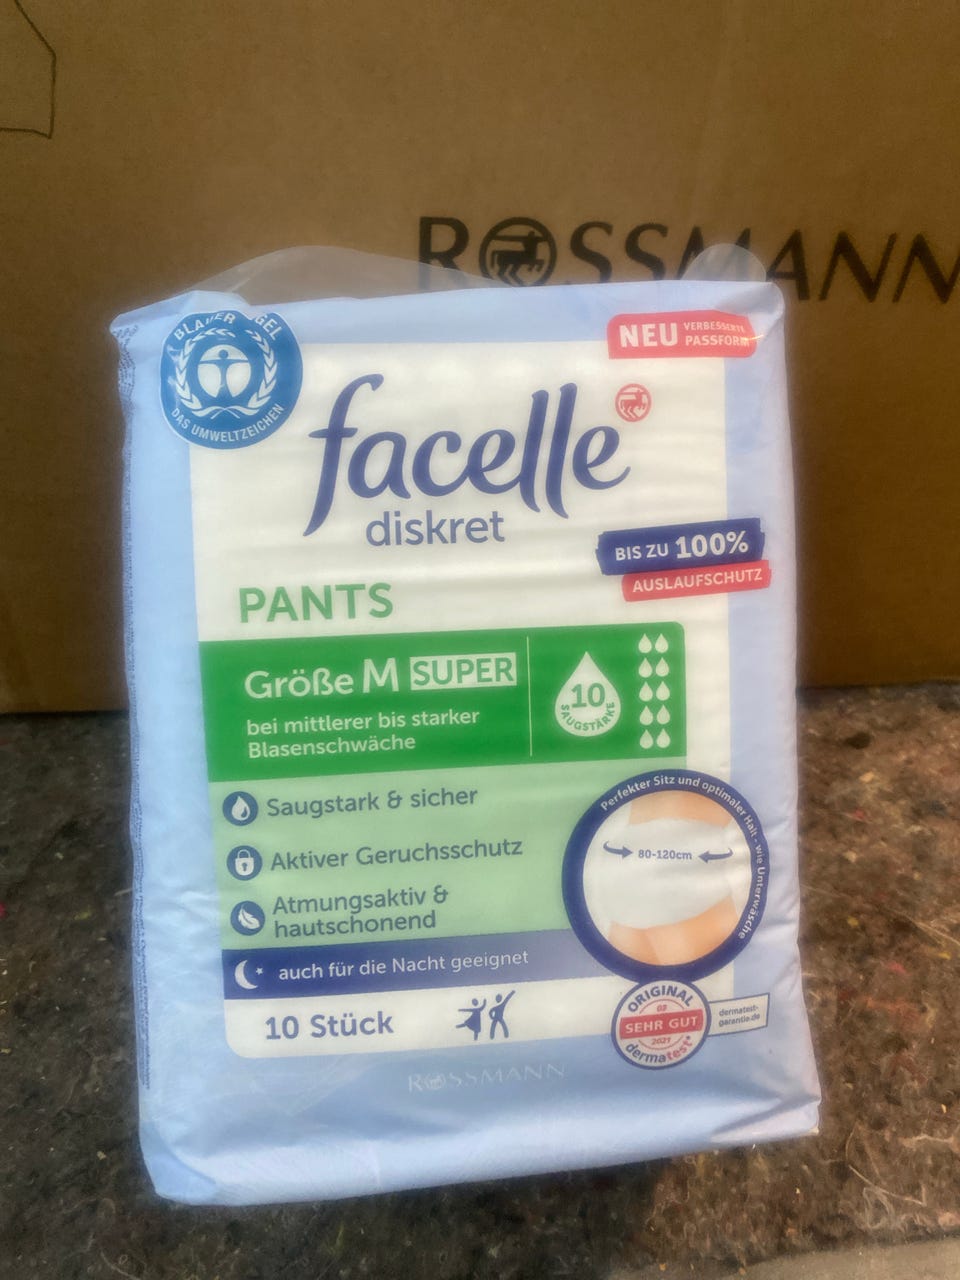 ROSSMANN
BLAUER ENGEL
DAS UMWELTZEICHEN
NEU VERBESSERTE
PASSFORM
facelle
diskret
BIS ZU 100%
AUSLAUFSCHUTZ
PANTS
Größe M SUPER
bei mittlerer bis starker
Blasenschwäche
10
SAUGSTÄRKE
Saugstark & sicher
Aktiver Geruchsschutz
Atmungsaktiv &
hautschonend
auch für die Nacht geeignet
10 Stück
Perfekter Sitz und optimaler Halt - wie Unterwäsche
80-120cm
ORIGINAL
03
SEHR GUT
2021
dermatest®
dermatest-
garantie.de
ROSSMANN